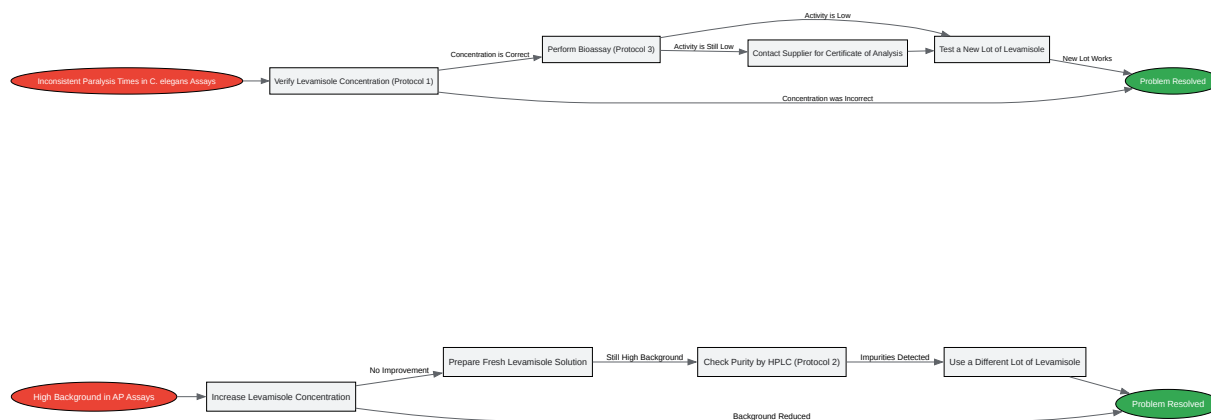 Activity is Low
Perform Bioassay (Protocol 3)
Activity is Still Low
Contact Supplier for Certificate of Analysis
Test a New Lot of Levamisole
Concentration is Correct
New Lot Works
Inconsistent Paralysis Times in C. elegans Assays
Verify Levamisole Concentration (Protocol 1)
Problem Resolved
Concentration was Incorrect
Prepare Fresh Levamisole Solution
Still High Background
Check Purity by HPLC (Protocol 2)
Impurities Detected
Use a Different Lot of Levamisole
No Improvement
High Background in AP Assays
Increase Levamisole Concentration
Problem Resolved
Background Reduced